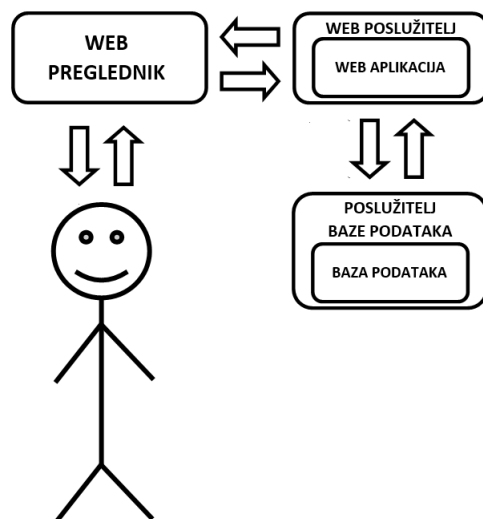 WEB
PREGLEDNIK
WEB POSLUŽITELJ
WEB APLIKACIJA
POSLUŽITELJ
BAZE PODATAKA
BAZA PODATAKA